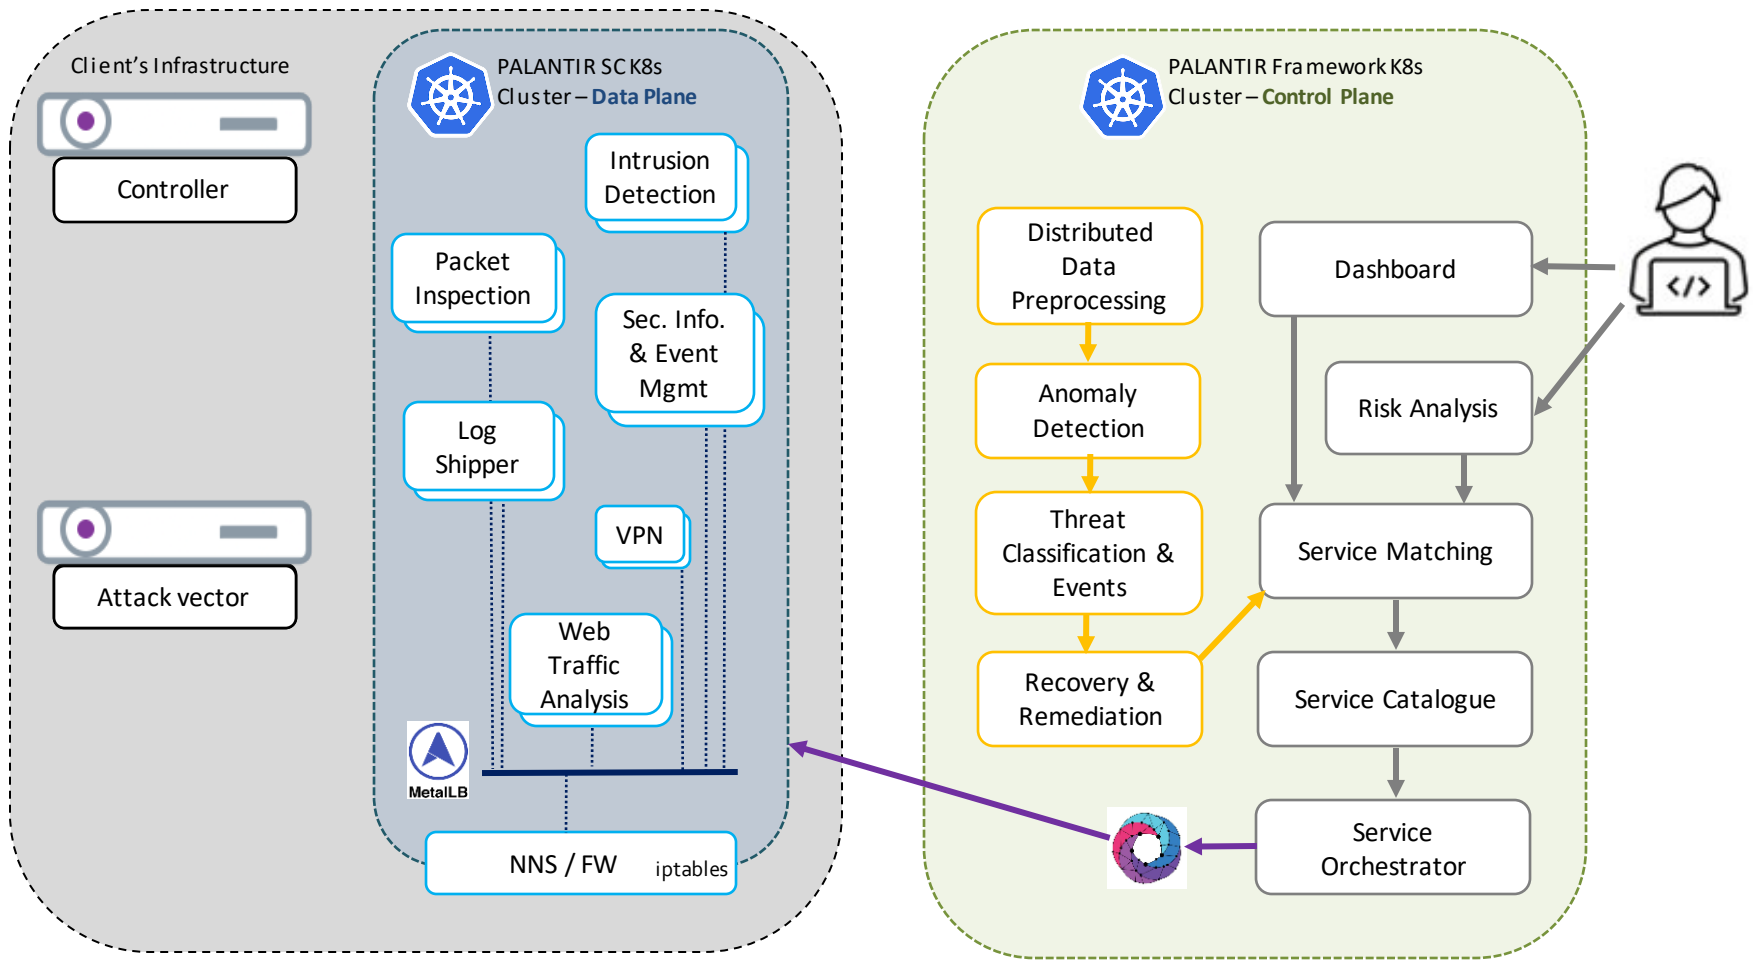 Client's Infrastructure
Controller
Attack vector
PALANTIR SC K8s
Cluster – Data Plane
Intrusion
Detection
Packet
Inspection
Sec. Info.
& Event
Mgmt
Log
Shipper
VPN
Web
Traffic
Analysis
MetalLB
NNS / FW
iptables
PALANTIR Framework K8s
Cluster – Control Plane
Distributed
Data
Preprocessing
Anomaly
Detection
Threat
Classification &
Events
Recovery &
Remediation
Dashboard
Risk Analysis
Service Matching
Service Catalogue
Service
Orchestrator
</>